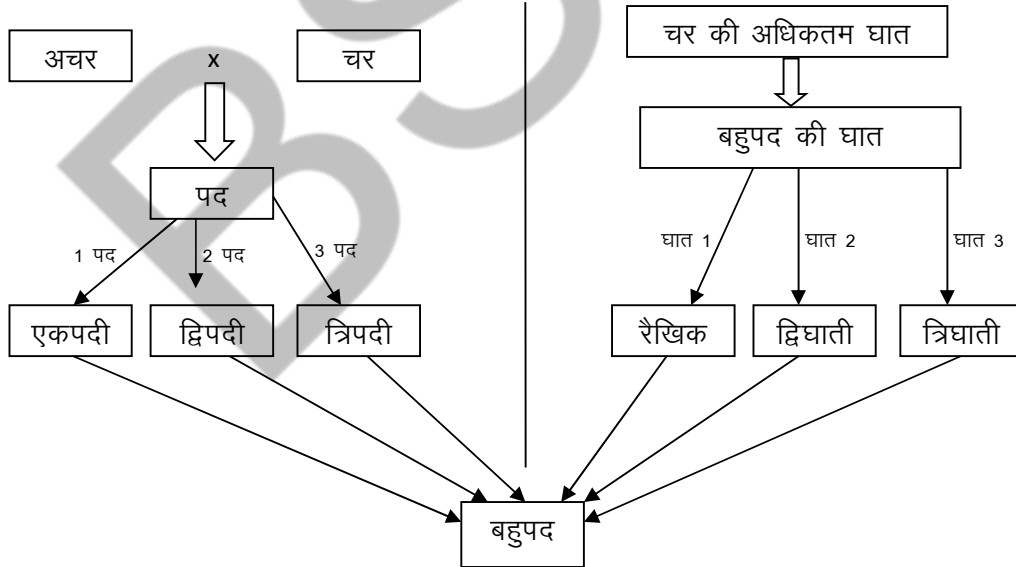 चर की अधिकतम घात
अचर x चर
बहुपद की घात
पद
1 पद 2 पद 3 पद
घात 1 घात 2 घात 3
एकपदी द्विपदी त्रिपदी
रैखिक द्विघाती त्रिघाती
बहुपद